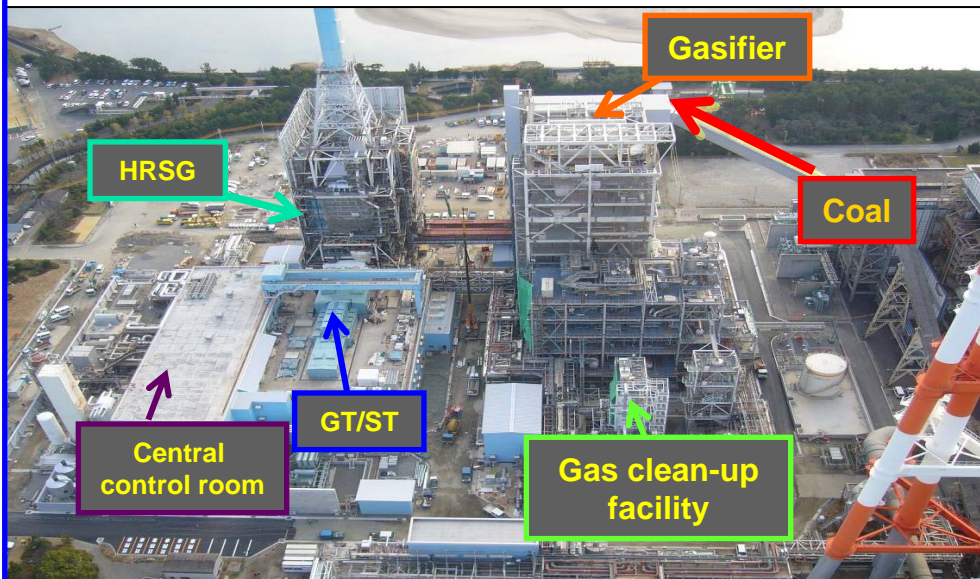 Gasifier
HRSG
Coal
GT/ST
Central
control room
Gas clean-up
facility